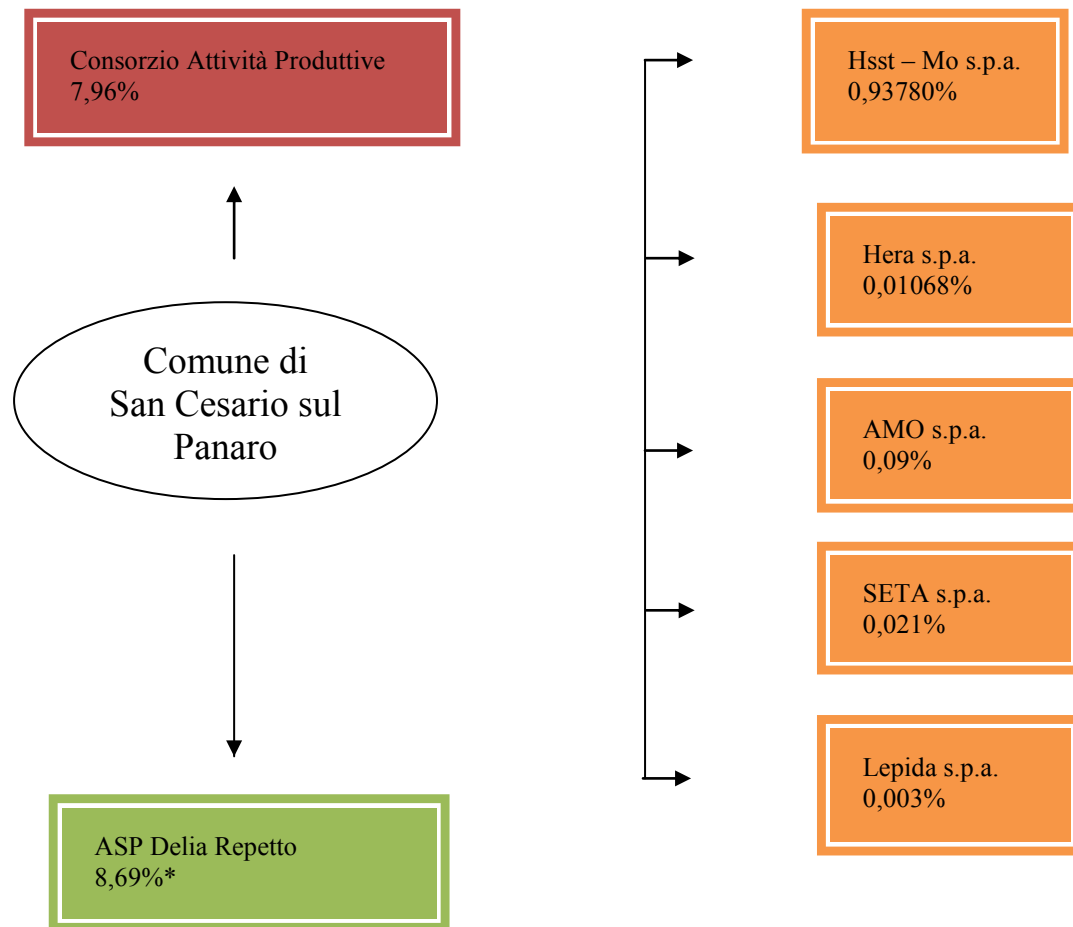 Consorzio Attività Produttive
7,96%
Hsst – Mo s.p.a.
0,93780%
Hera s.p.a.
0,01068%
Comune di
San Cesario sul
Panaro
AMO s.p.a.
0,09%
SETA s.p.a.
0,021%
Lepida s.p.a.
0,003%
ASP Delia Repetto
8,69%*